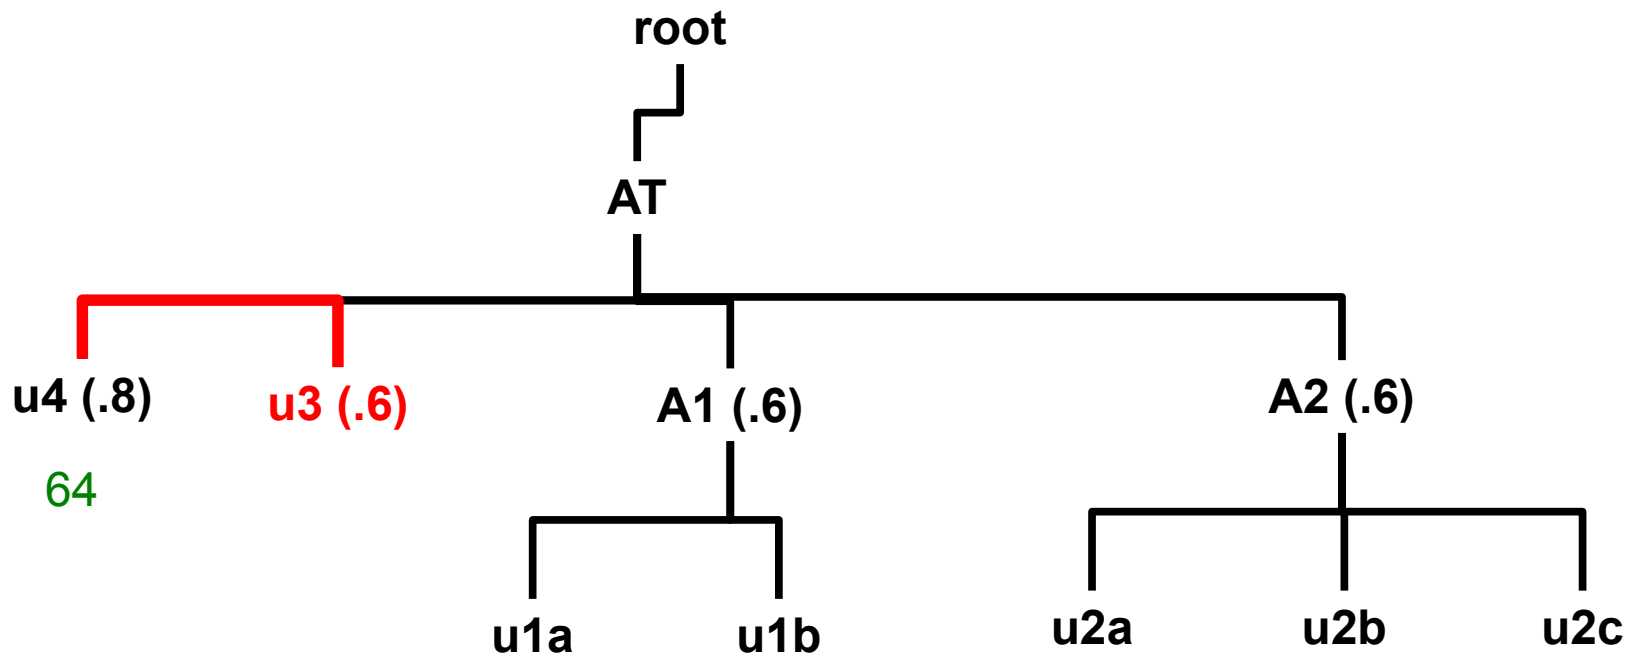 root
AT
u4 (.8)
u3 (.6)
A1 (.6)
A2 (.6)
64
u1a
u1b
u2a
u2b
u2c